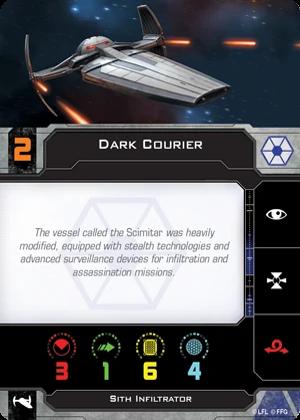 2
Dark Courier
The vessel called the Scimitar was heavily
modified, equipped with stealth technologies and
advanced surveillance devices for infiltration and
assassination missions.
3 1 6 4
Sith Infiltrator
©LFL ©FFG